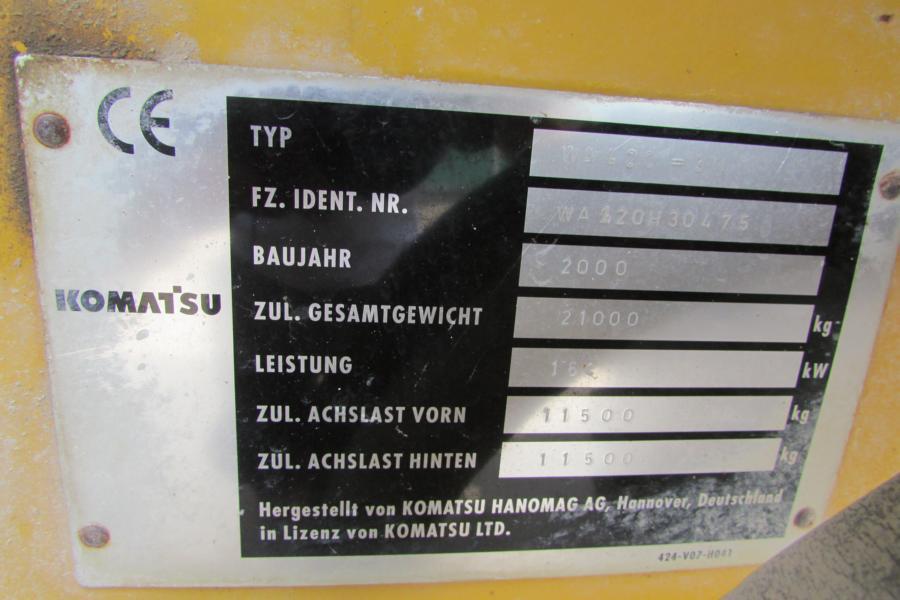 CE
KOMATSU
TYP
FZ. IDENT. NR.
BAUJAHR 2000
ZUL. GESAMTGEWICHT 21000 kg
LEISTUNG kW
ZUL. ACHSLAST VORN 11500 kg
ZUL. ACHSLAST HINTEN 11500 kg
Hergestellt von KOMATSU HANOMAG AG, Hannover, Deutschland
in Lizenz von KOMATSU LTD.
424-V07-H041